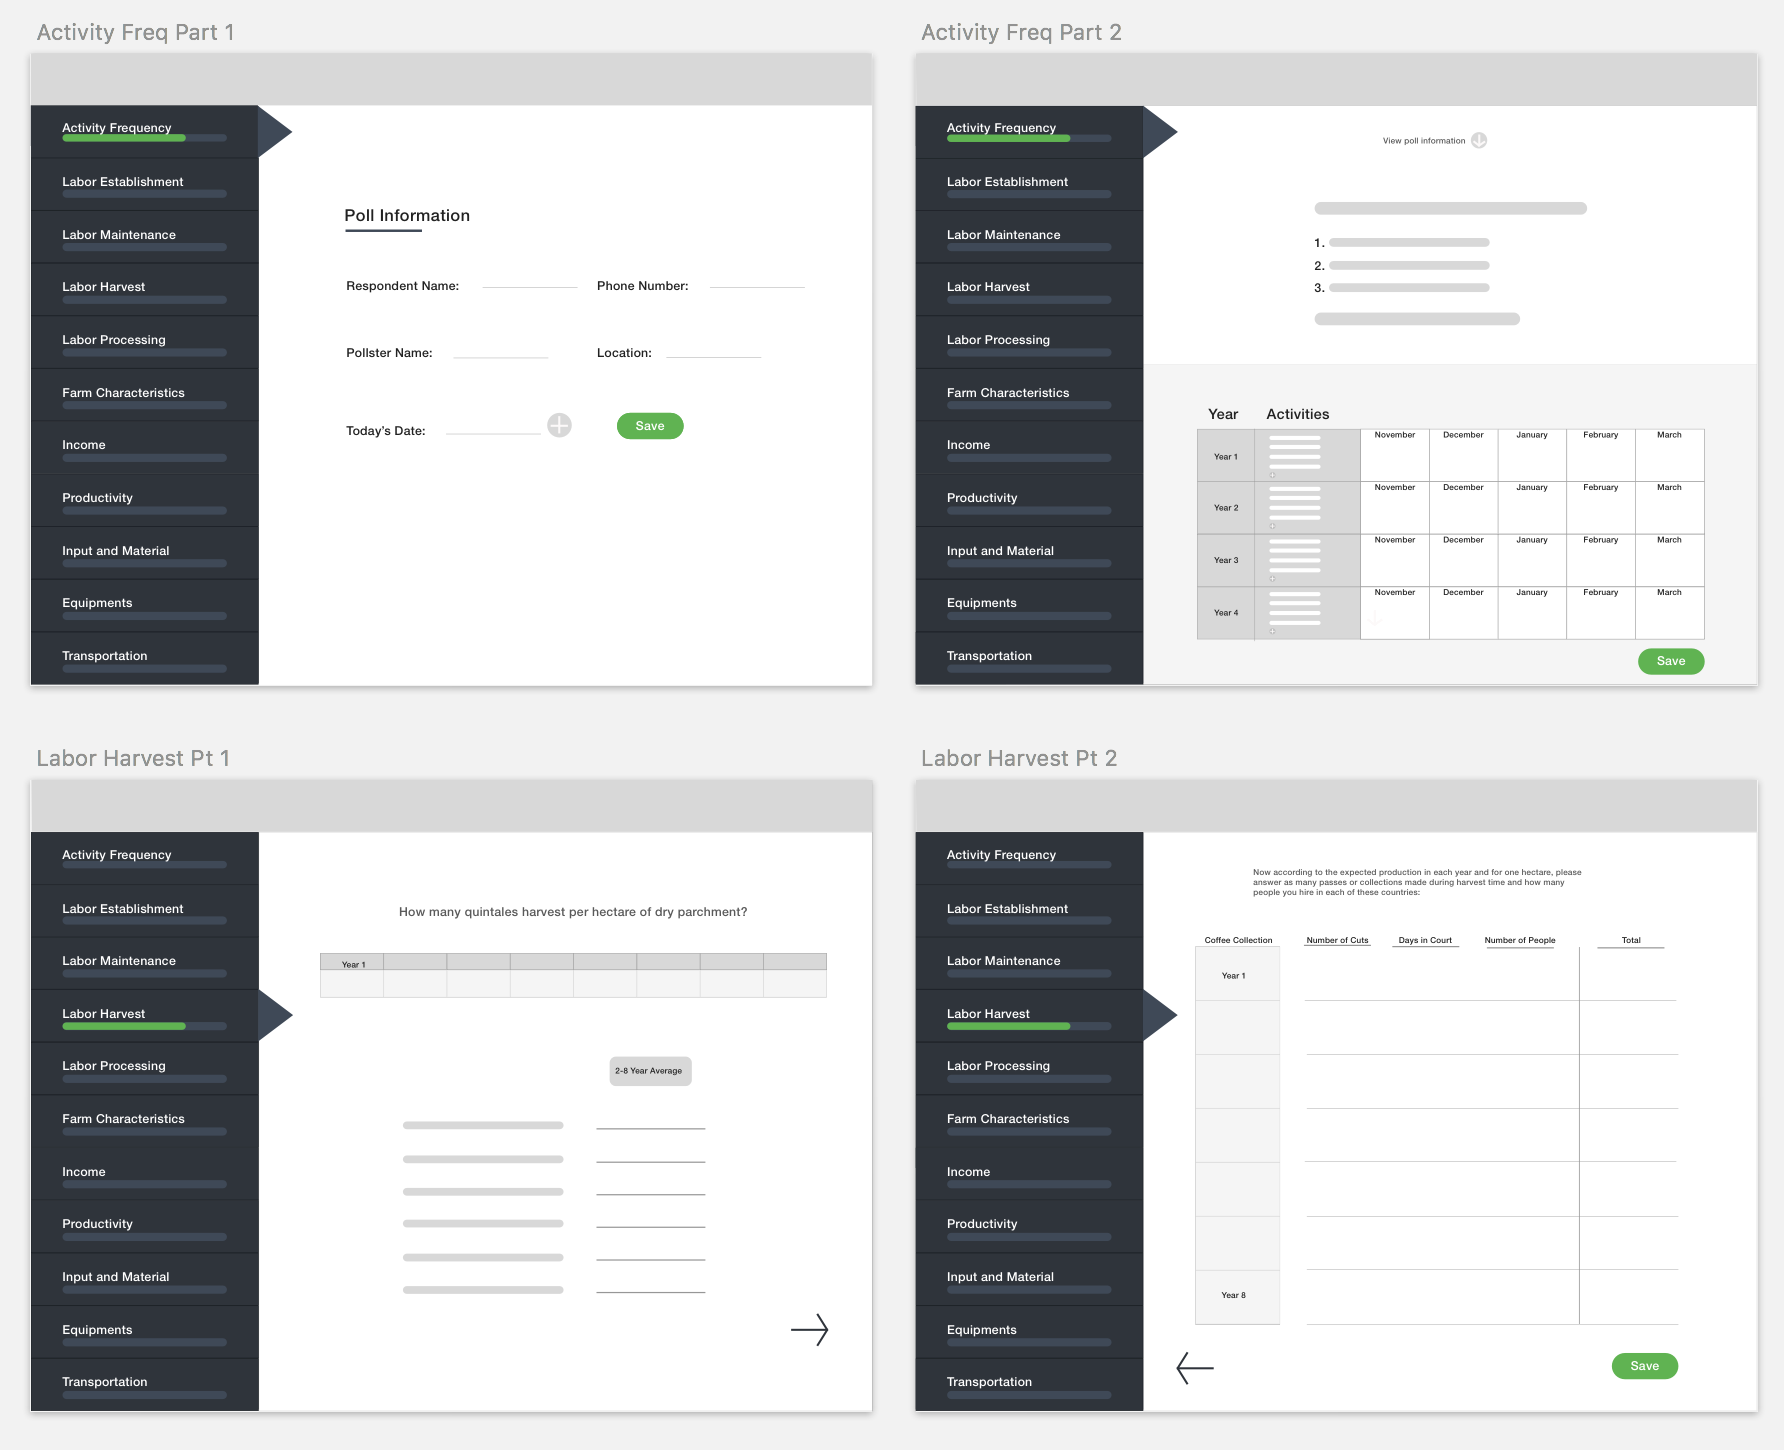 Activity Freq Part 1
Activity Frequency
Labor Establishment
Labor Maintenance
Labor Harvest
Labor Processing
Farm Characteristics
Income
Productivity
Input and Material
Equipments
Transportation
Poll Information
Respondent Name:
Phone Number:
Pollster Name:
Location:
Today's Date:
Save
Activity Freq Part 2
Activity Frequency
Labor Establishment
Labor Maintenance
Labor Harvest
Labor Processing
Farm Characteristics
Income
Productivity
Input and Material
Equipments
Transportation
View poll information
1.
2.
3.
Year Activities
November December January February March
Year 1
November December January February March
Year 2
November December January February March
Year 3
November December January February March
Year 4
Save
Labor Harvest Pt 1
Activity Frequency
Labor Establishment
Labor Maintenance
Labor Harvest
Labor Processing
Farm Characteristics
Income
Productivity
Input and Material
Equipments
Transportation
How many quintales harvest per hectare of dry parchment?
Year 1
2-8 Year Average
Labor Harvest Pt 2
Activity Frequency
Labor Establishment
Labor Maintenance
Labor Harvest
Labor Processing
Farm Characteristics
Income
Productivity
Input and Material
Equipments
Transportation
Now according to the expected production in each year and for one hectare, please
answer as many passes or collections made during harvest time and how many
people you hire in each of these countries:
Coffee Collection Number of Cuts Days in Court Number of People Total
Year 1
Year 8
Save